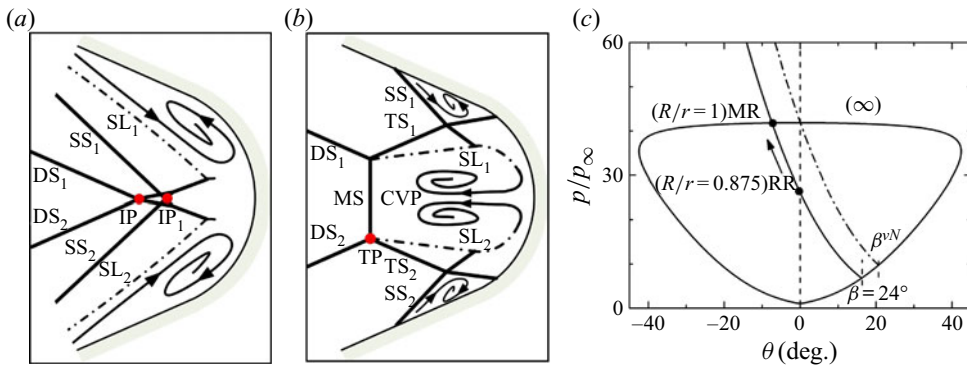 (a)
SL₁
SS₁
DS₁
IP
IP₁
DS₂
SS₂
SL₂
(b)
SS₁
TS₁
DS₁
SL₁
MS
CVP
DS₂
SL₂
TP
TS₂
SS₂
(c)
60
(R/r = 1)MR
(∞)
p/p∞
30
(R/r = 0.875)RR
βᵛᴺ
β = 24°
0
−40 −20 0 20 40
θ (deg.)